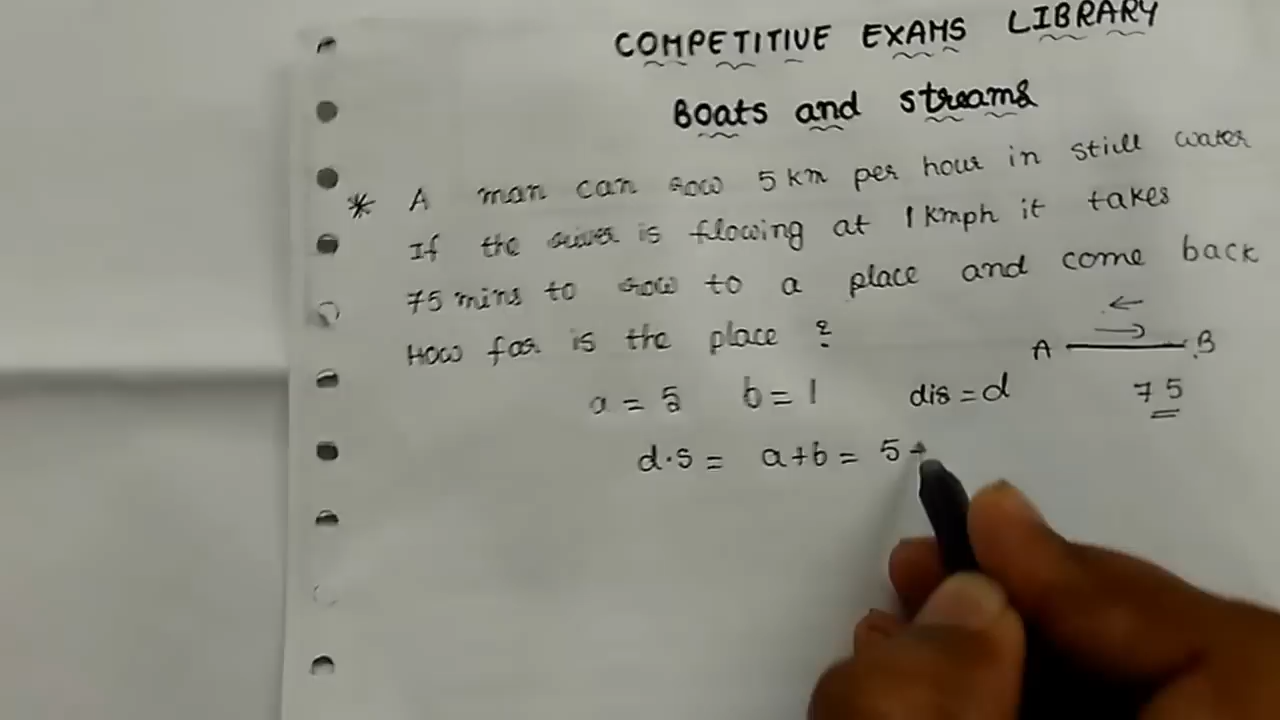 COMPETITIVE EXAMS LIBRARY
Boats and streams
* A man can row 5 km per hour in still water
If the river is flowing at 1 kmph it takes
75 mins to row to a place and come back
How far is the place ?
A B
a = 5 b = 1 dis = d 75
d.s = a+b = 5+